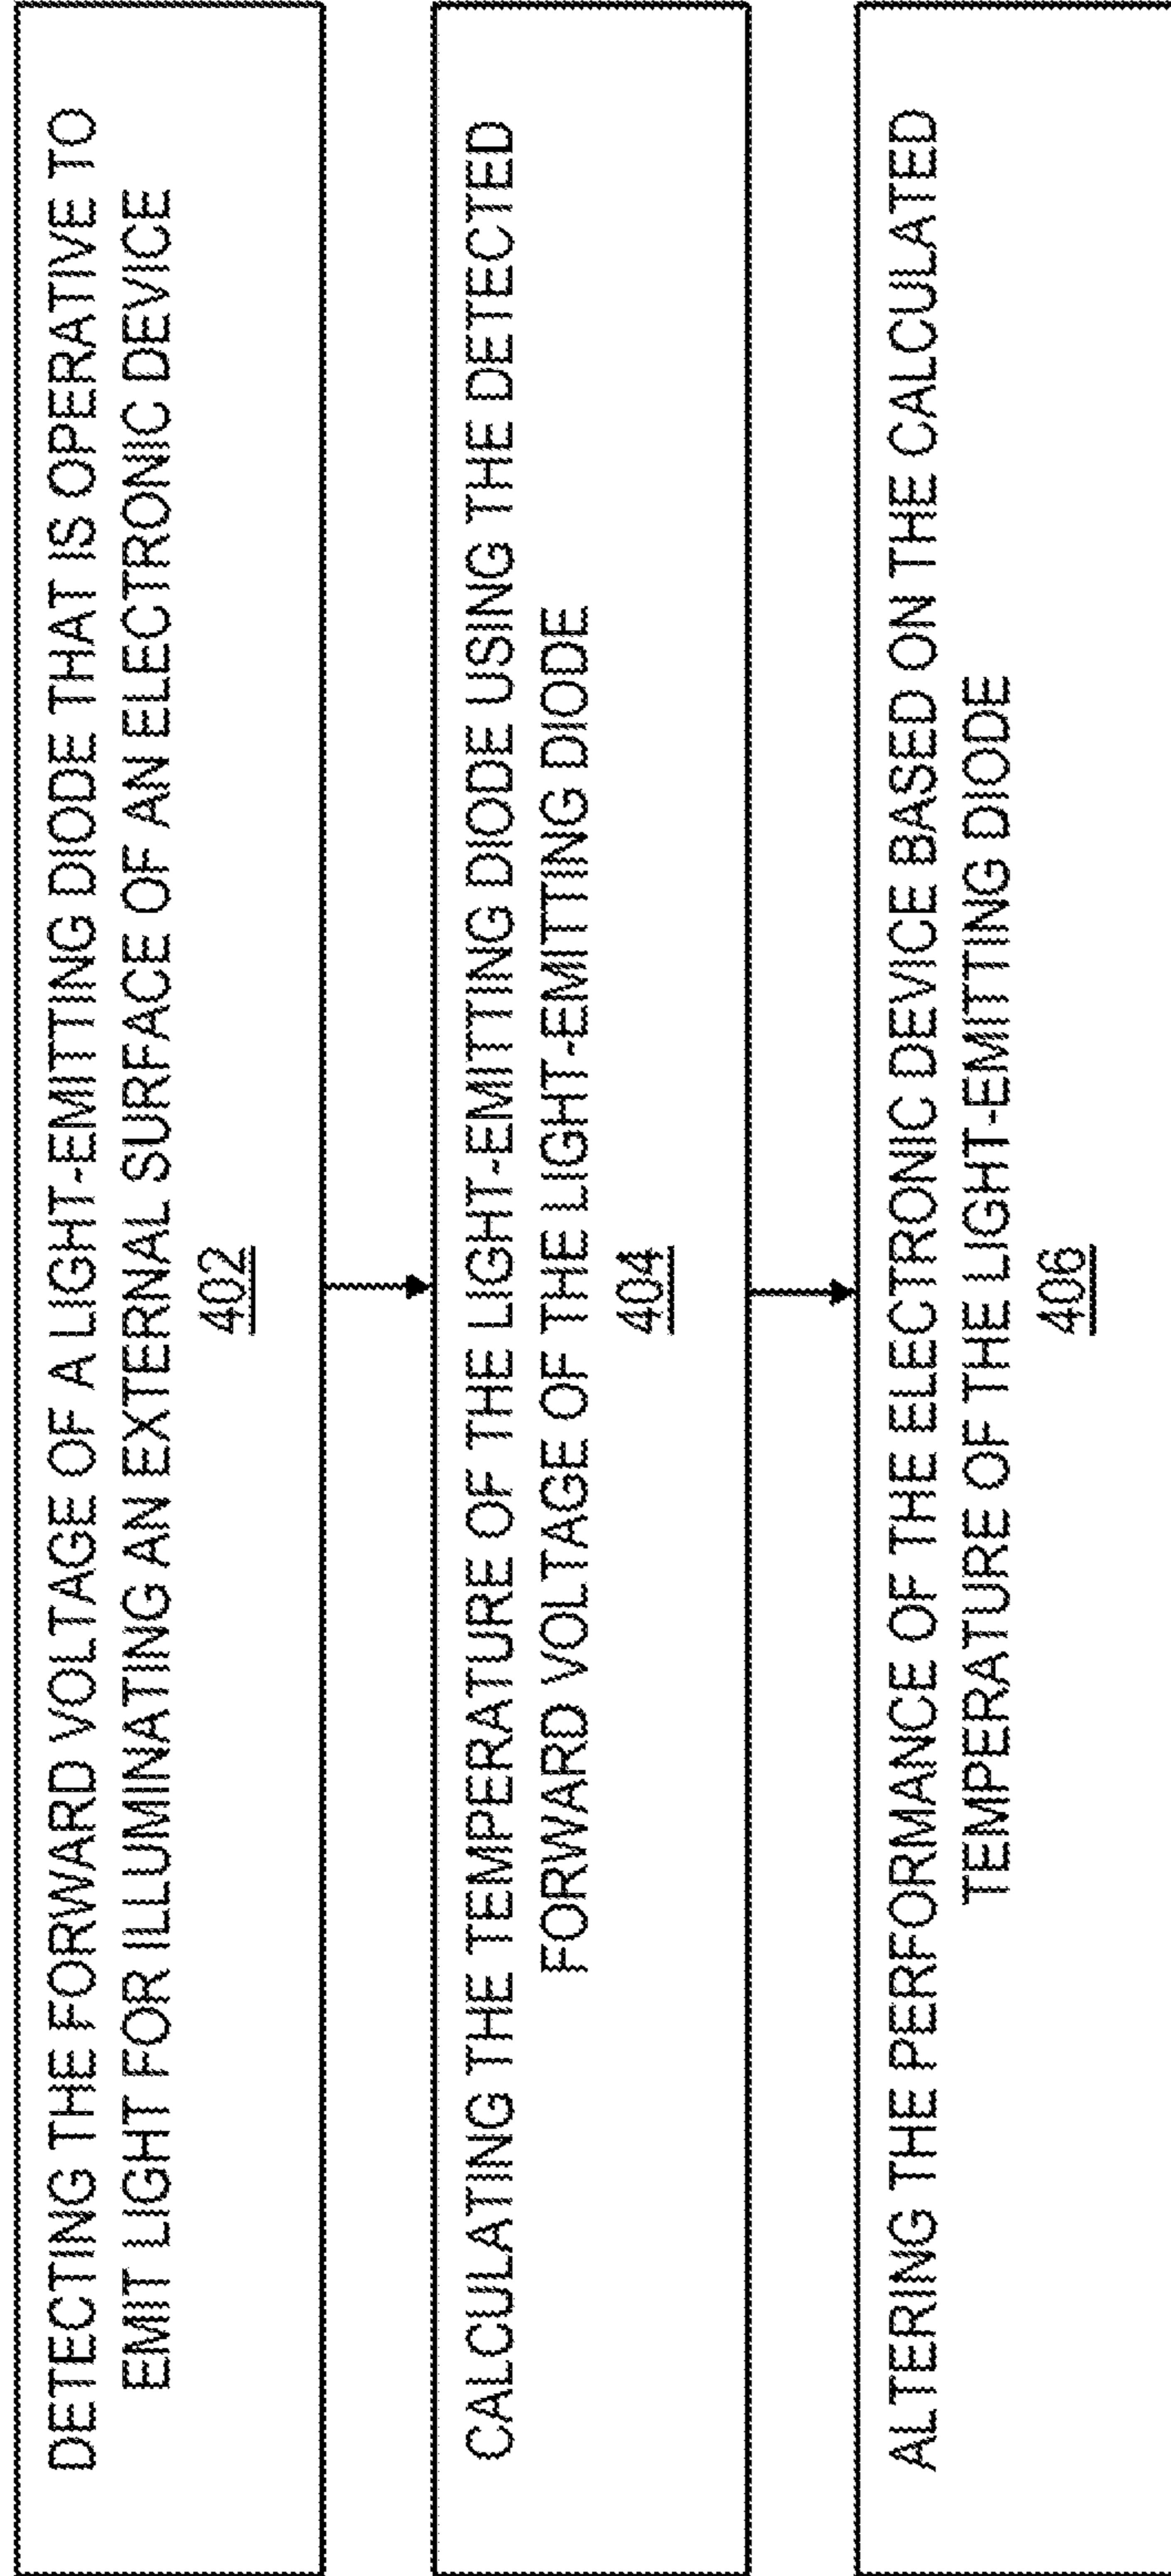 DETECTING THE FORWARD VOLTAGE OF A LIGHT-EMITTING DIODE THAT IS OPERATIVE TO
EMIT LIGHT FOR ILLUMINATING AN EXTERNAL SURFACE OF AN ELECTRONIC DEVICE
402
CALCULATING THE TEMPERATURE OF THE LIGHT-EMITTING DIODE USING THE DETECTED
FORWARD VOLTAGE OF THE LIGHT-EMITTING DIODE
404
ALTERING THE PERFORMANCE OF THE ELECTRONIC DEVICE BASED ON THE CALCULATED
TEMPERATURE OF THE LIGHT-EMITTING DIODE
406